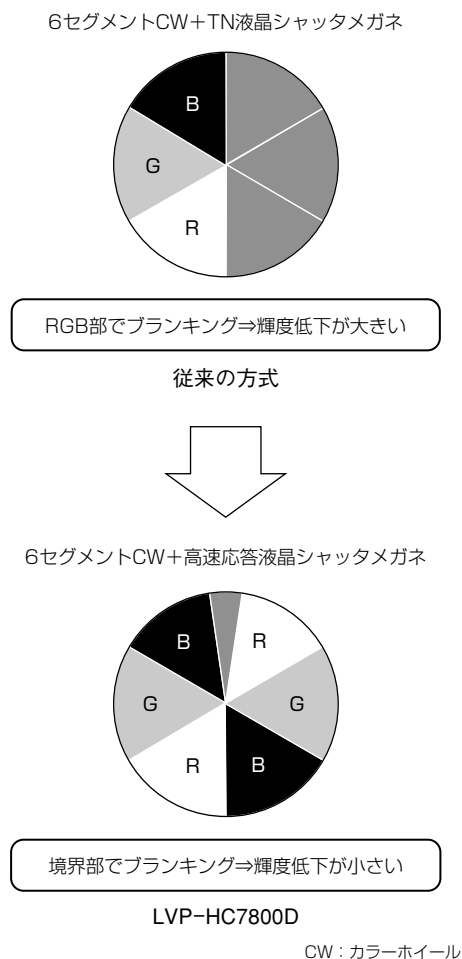 6セグメントCW＋TN液晶シャッタメガネ
B
G
R
RGB部でブランキング⇒輝度低下が大きい
従来の方式
6セグメントCW＋高速応答液晶シャッタメガネ
B
R
G
G
R
B
境界部でブランキング⇒輝度低下が小さい
LVP-HC7800D
CW：カラーホイール